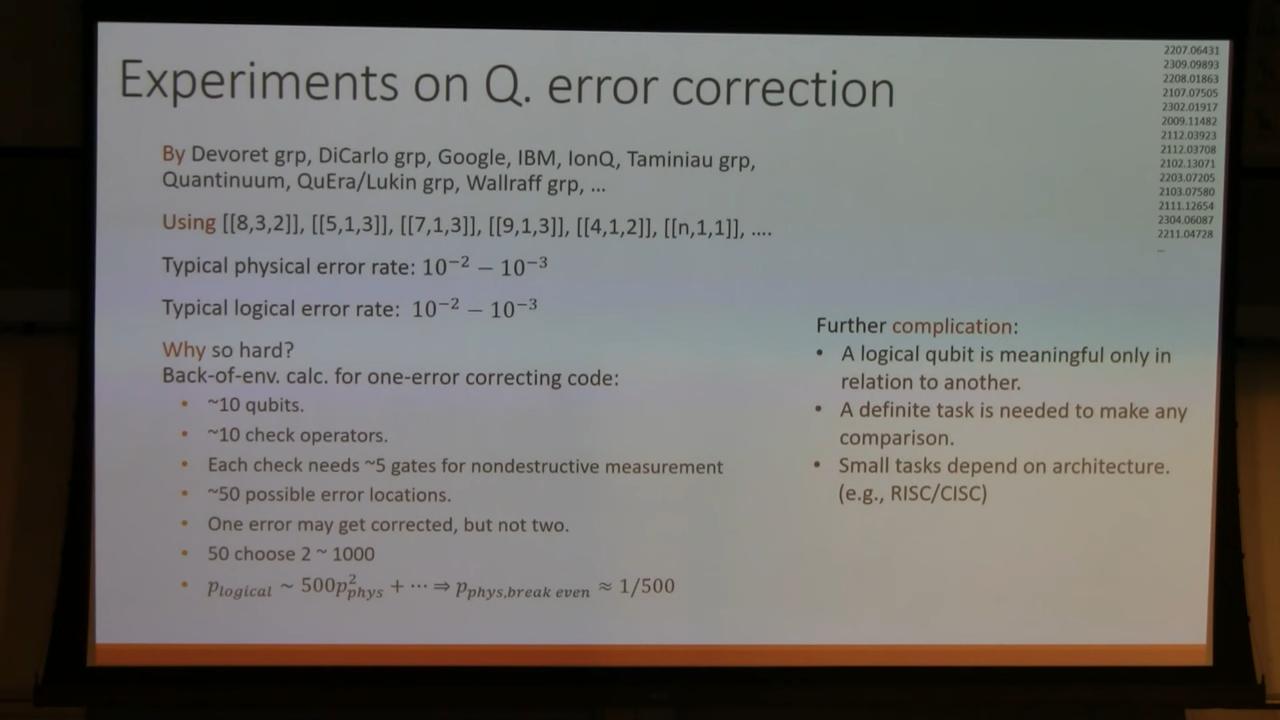 Experiments on Q. error correction
2207.06431
2309.09893
2208.01863
2107.07505
2302.01917
2009.11482
2112.03923
2112.03708
2102.13071
2203.07205
2103.07580
2111.12654
2304.06087
2211.04728
...
By Devoret grp, DiCarlo grp, Google, IBM, IonQ, Taminiau grp,
Quantinuum, QuEra/Lukin grp, Wallraff grp, ...
Using [[8,3,2]], [[5,1,3]], [[7,1,3]], [[9,1,3]], [[4,1,2]], [[n,1,1]], ....
Typical physical error rate: 10⁻² − 10⁻³
Typical logical error rate: 10⁻² − 10⁻³
Why so hard?
Back-of-env. calc. for one-error correcting code:
• ~10 qubits.
• ~10 check operators.
• Each check needs ~5 gates for nondestructive measurement
• ~50 possible error locations.
• One error may get corrected, but not two.
• 50 choose 2 ~ 1000
• p_logical ~ 500p²_phys + ⋯ ⇒ p_phys,break even ≈ 1/500
Further complication:
• A logical qubit is meaningful only in
relation to another.
• A definite task is needed to make any
comparison.
• Small tasks depend on architecture.
(e.g., RISC/CISC)